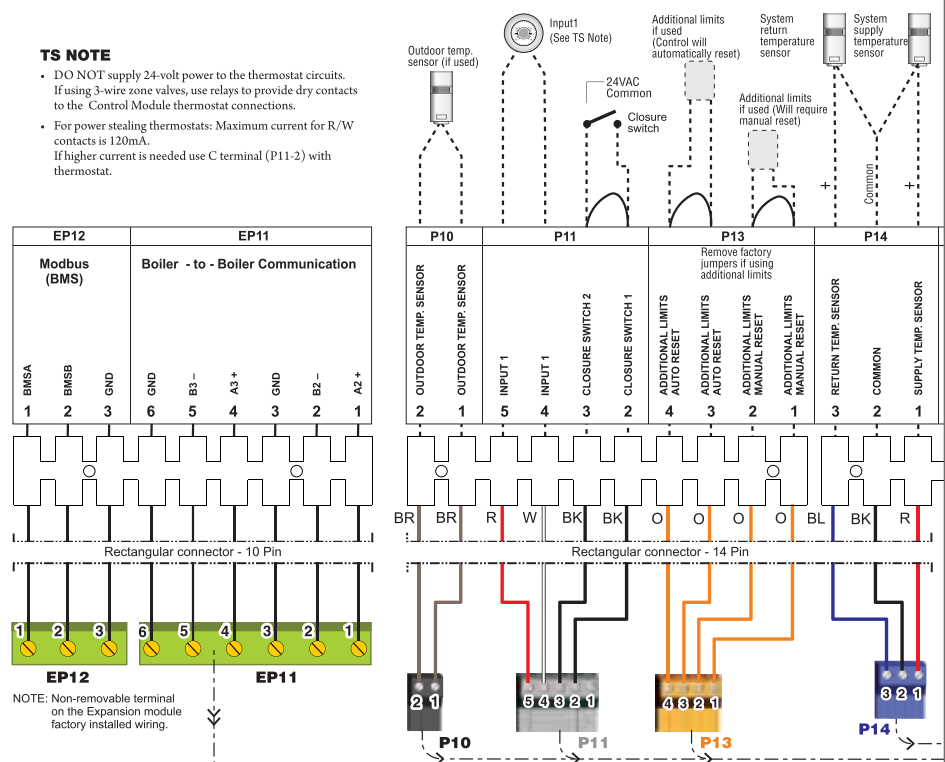 TS NOTE
• DO NOT supply 24-volt power to the thermostat circuits.
If using 3-wire zone valves, use relays to provide dry contacts
to the Control Module thermostat connections.
• For power stealing thermostats: Maximum current for R/W
contacts is 120mA.
If higher current is needed use C terminal (P11-2) with
thermostat.
Outdoor temp.
sensor (if used)
Input1
(See TS Note)
24VAC
Common
Closure
switch
Additional limits
if used
(Control will
automatically reset)
Additional limits
if used (Will require
manual reset)
System
return
temperature
sensor
System
supply
temperature
sensor
+
Common
+
EP12
EP11
Modbus
(BMS)
Boiler - to - Boiler Communication
BMSA
BMSB
GND
GND
B3 –
A3 +
GND
B2 –
A2 +
1 2 3 6 5 4 3 2 1
P10
P11
P13
P14
Remove factory
jumpers if using
additional limits
OUTDOOR TEMP. SENSOR
OUTDOOR TEMP. SENSOR
INPUT 1
INPUT 1
CLOSURE SWITCH 2
CLOSURE SWITCH 1
ADDITIONAL LIMITS
AUTO RESET
ADDITIONAL LIMITS
AUTO RESET
ADDITIONAL LIMITS
MANUAL RESET
ADDITIONAL LIMITS
MANUAL RESET
RETURN TEMP. SENSOR
COMMON
SUPPLY TEMP. SENSOR
2 1 5 4 3 2 4 3 2 1 3 2 1
BR BR R W BK BK O O O O BL BK R
Rectangular connector - 10 Pin
Rectangular connector - 14 Pin
1 2 3 6 5 4 3 2 1
EP12
EP11
NOTE: Non-removable terminal
on the Expansion module
factory installed wiring.
2 1
5 4 3 2 1
4 3 2 1
3 2 1
P10
P11
P13
P14